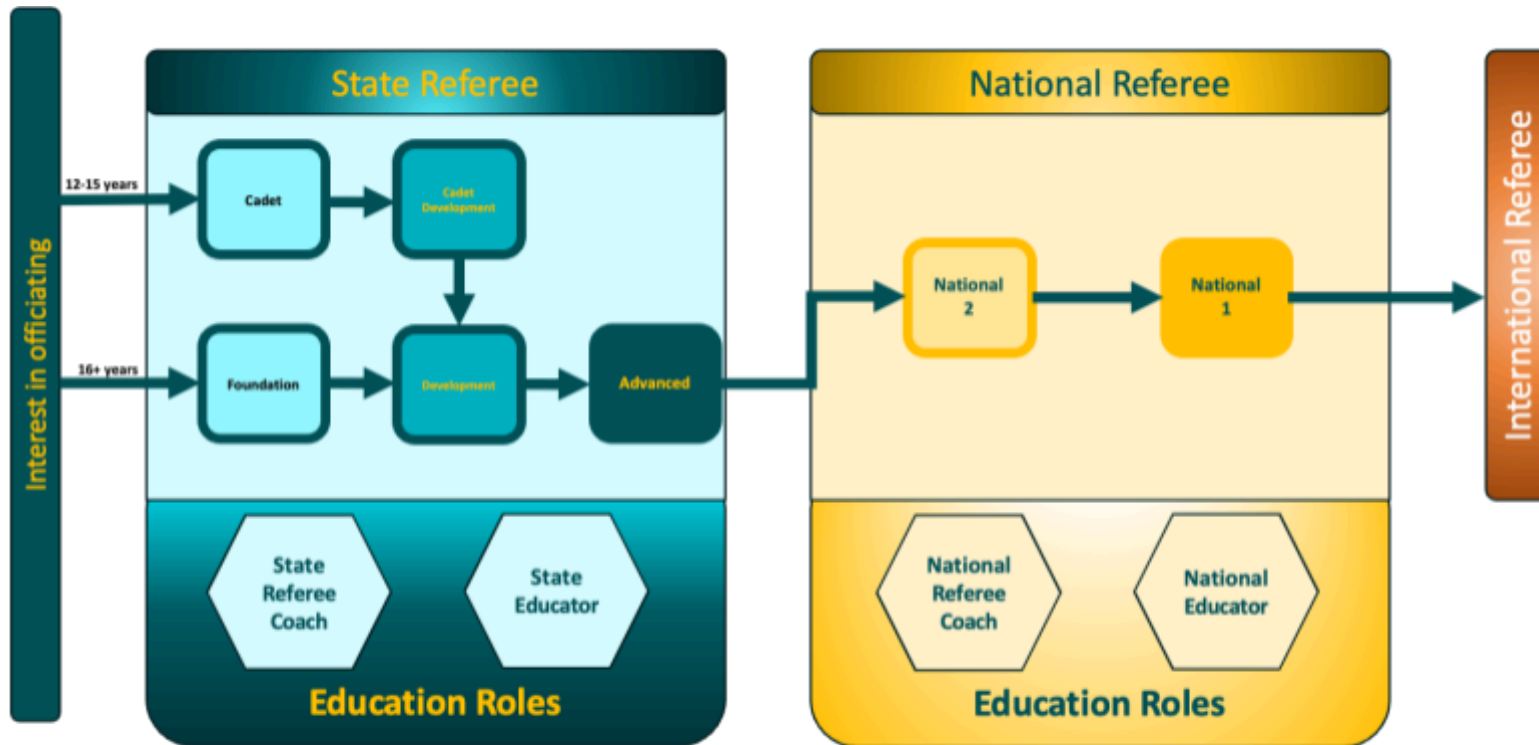 Interest in officiating
State Referee
12-15 years
Cadet
Cadet
Development
16+ years
Foundation
Development
Advanced
State
Referee
Coach
State
Educator
Education Roles
National Referee
National
2
National
1
National
Referee
Coach
National
Educator
Education Roles
International Referee